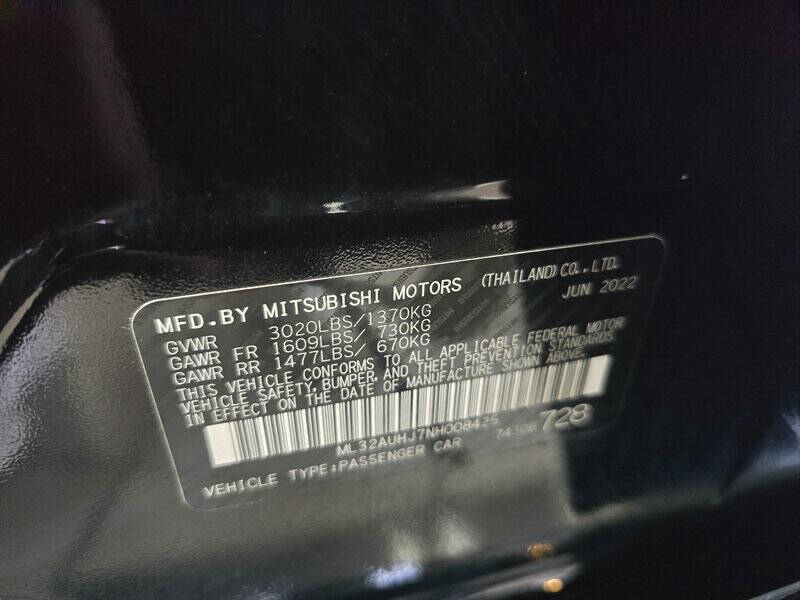 MFD.BY MITSUBISHI MOTORS (THAILAND)CO.,LTD.
JUN 2022
GVWR 3020LBS/1370KG
GAWR FR 1609LBS/ 730KG
GAWR RR 1477LBS/ 670KG
THIS VEHICLE CONFORMS TO ALL APPLICABLE FEDERAL MOTOR
VEHICLE SAFETY,BUMPER,AND THEFT PREVENTION STANDARDS
IN EFFECT ON THE DATE OF MANUFACTURE SHOWN ABOVE.
ML32AUHJ7NH008425 728
VEHICLE TYPE:PASSENGER CAR